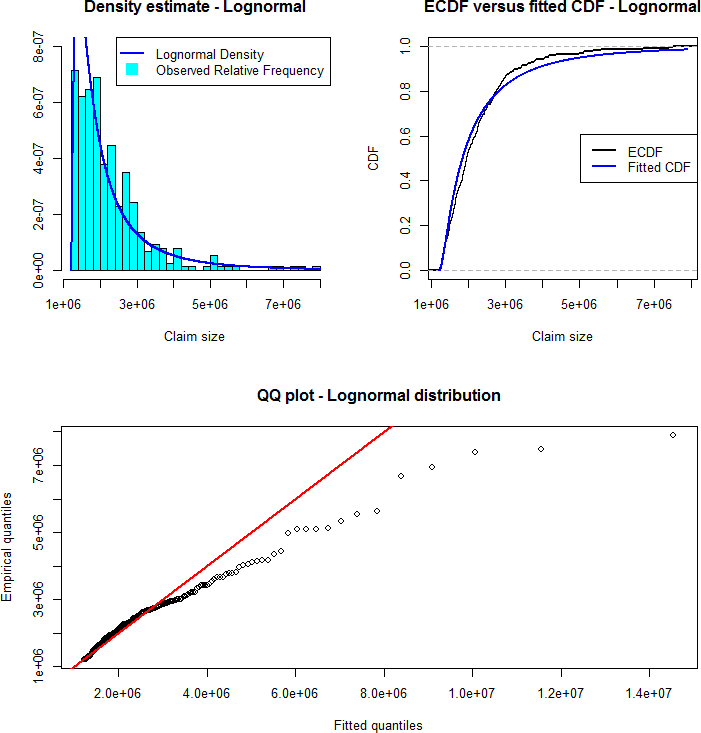 Density estimate - Lognormal
8e-07
6e-07
4e-07
2e-07
0e+00
Lognormal Density
Observed Relative Frequency
1e+06 3e+06 5e+06 7e+06
Claim size
ECDF versus fitted CDF - Lognormal
CDF
1.0
0.8
0.6
0.4
0.2
0.0
ECDF
Fitted CDF
1e+06 3e+06 5e+06 7e+06
Claim size
QQ plot - Lognormal distribution
Empirical quantiles
7e+06
5e+06
3e+06
1e+06
2.0e+06 4.0e+06 6.0e+06 8.0e+06 1.0e+07 1.2e+07 1.4e+07
Fitted quantiles